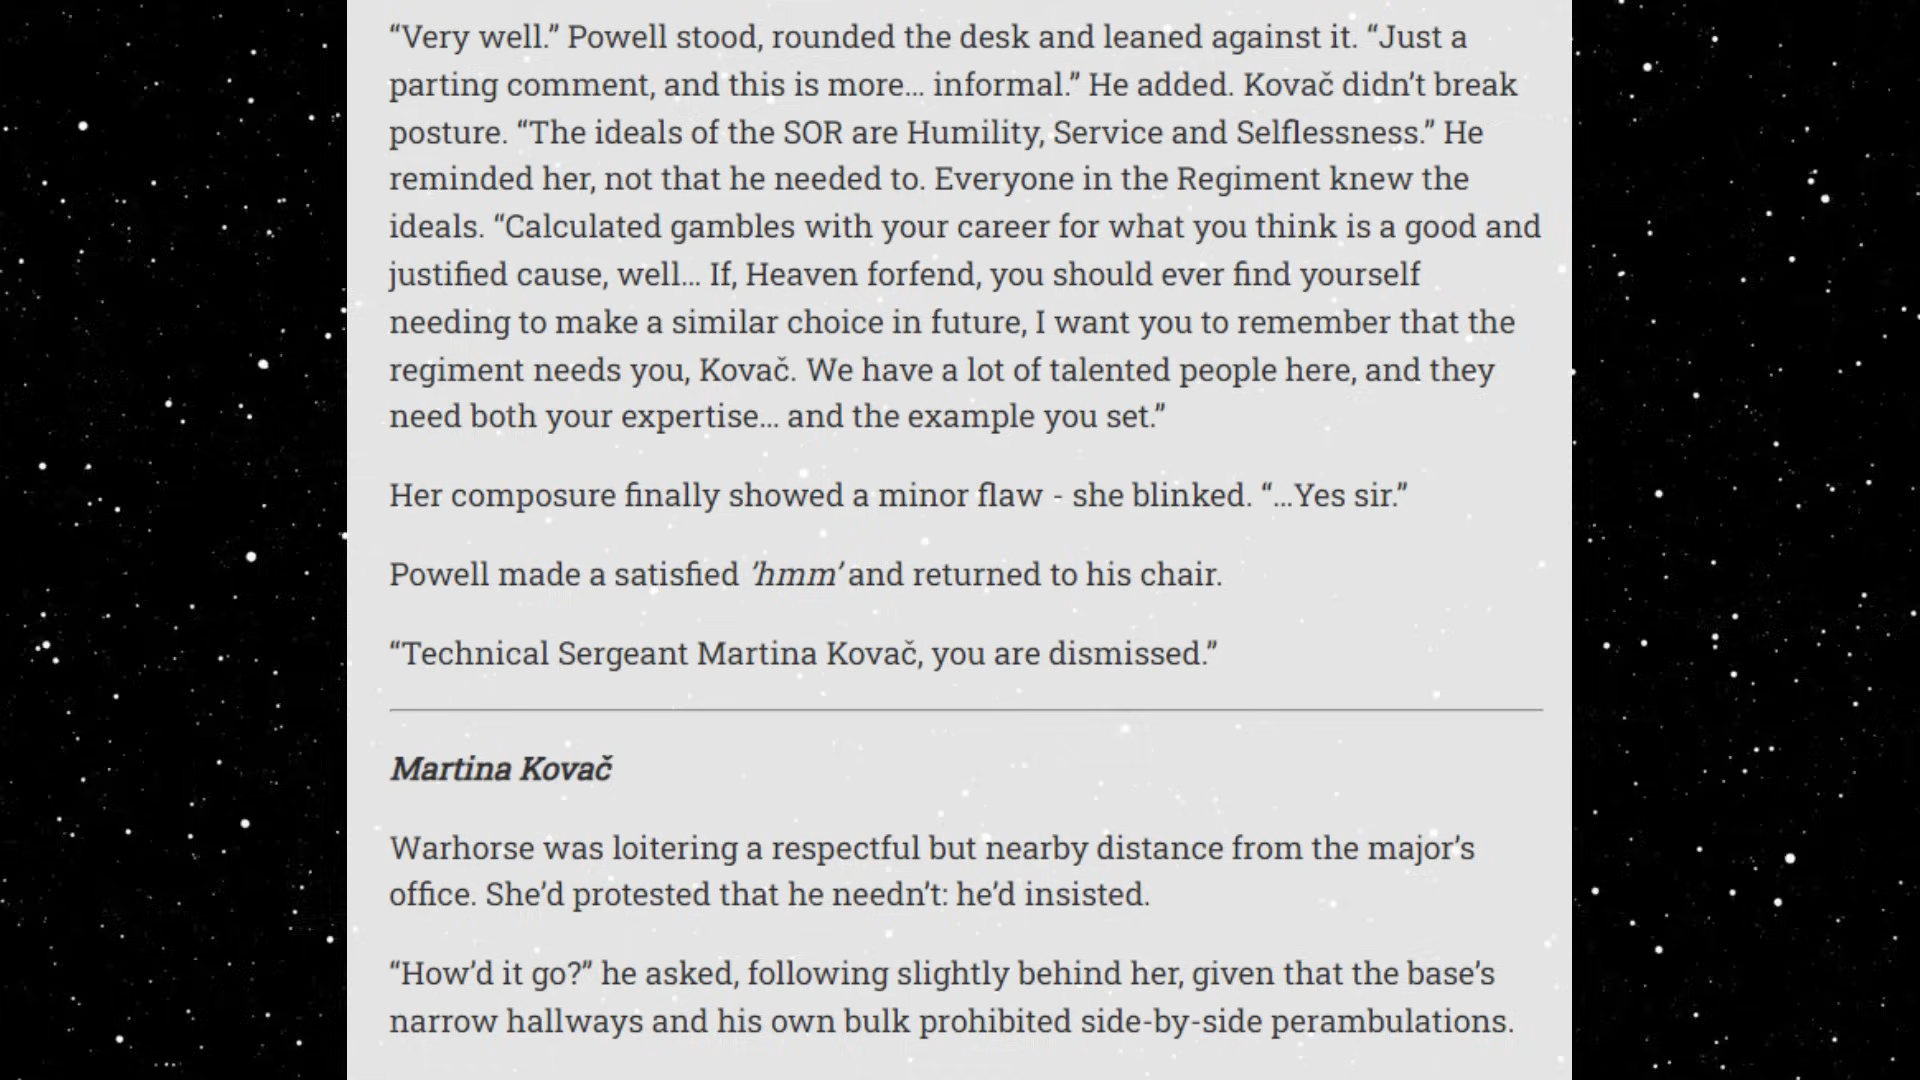 “Very well.” Powell stood, rounded the desk and leaned against it. “Just a
parting comment, and this is more… informal.” He added. Kovač didn’t break
posture. “The ideals of the SOR are Humility, Service and Selflessness.” He
reminded her, not that he needed to. Everyone in the Regiment knew the
ideals. “Calculated gambles with your career for what you think is a good and
justified cause, well… If, Heaven forfend, you should ever find yourself
needing to make a similar choice in future, I want you to remember that the
regiment needs you, Kovač. We have a lot of talented people here, and they
need both your expertise… and the example you set.”
Her composure finally showed a minor flaw - she blinked. “…Yes sir.”
Powell made a satisfied ’hmm’ and returned to his chair.
“Technical Sergeant Martina Kovač, you are dismissed.”
Martina Kovač
Warhorse was loitering a respectful but nearby distance from the major’s
office. She’d protested that he needn’t: he’d insisted.
“How’d it go?” he asked, following slightly behind her, given that the base’s
narrow hallways and his own bulk prohibited side-by-side perambulations.